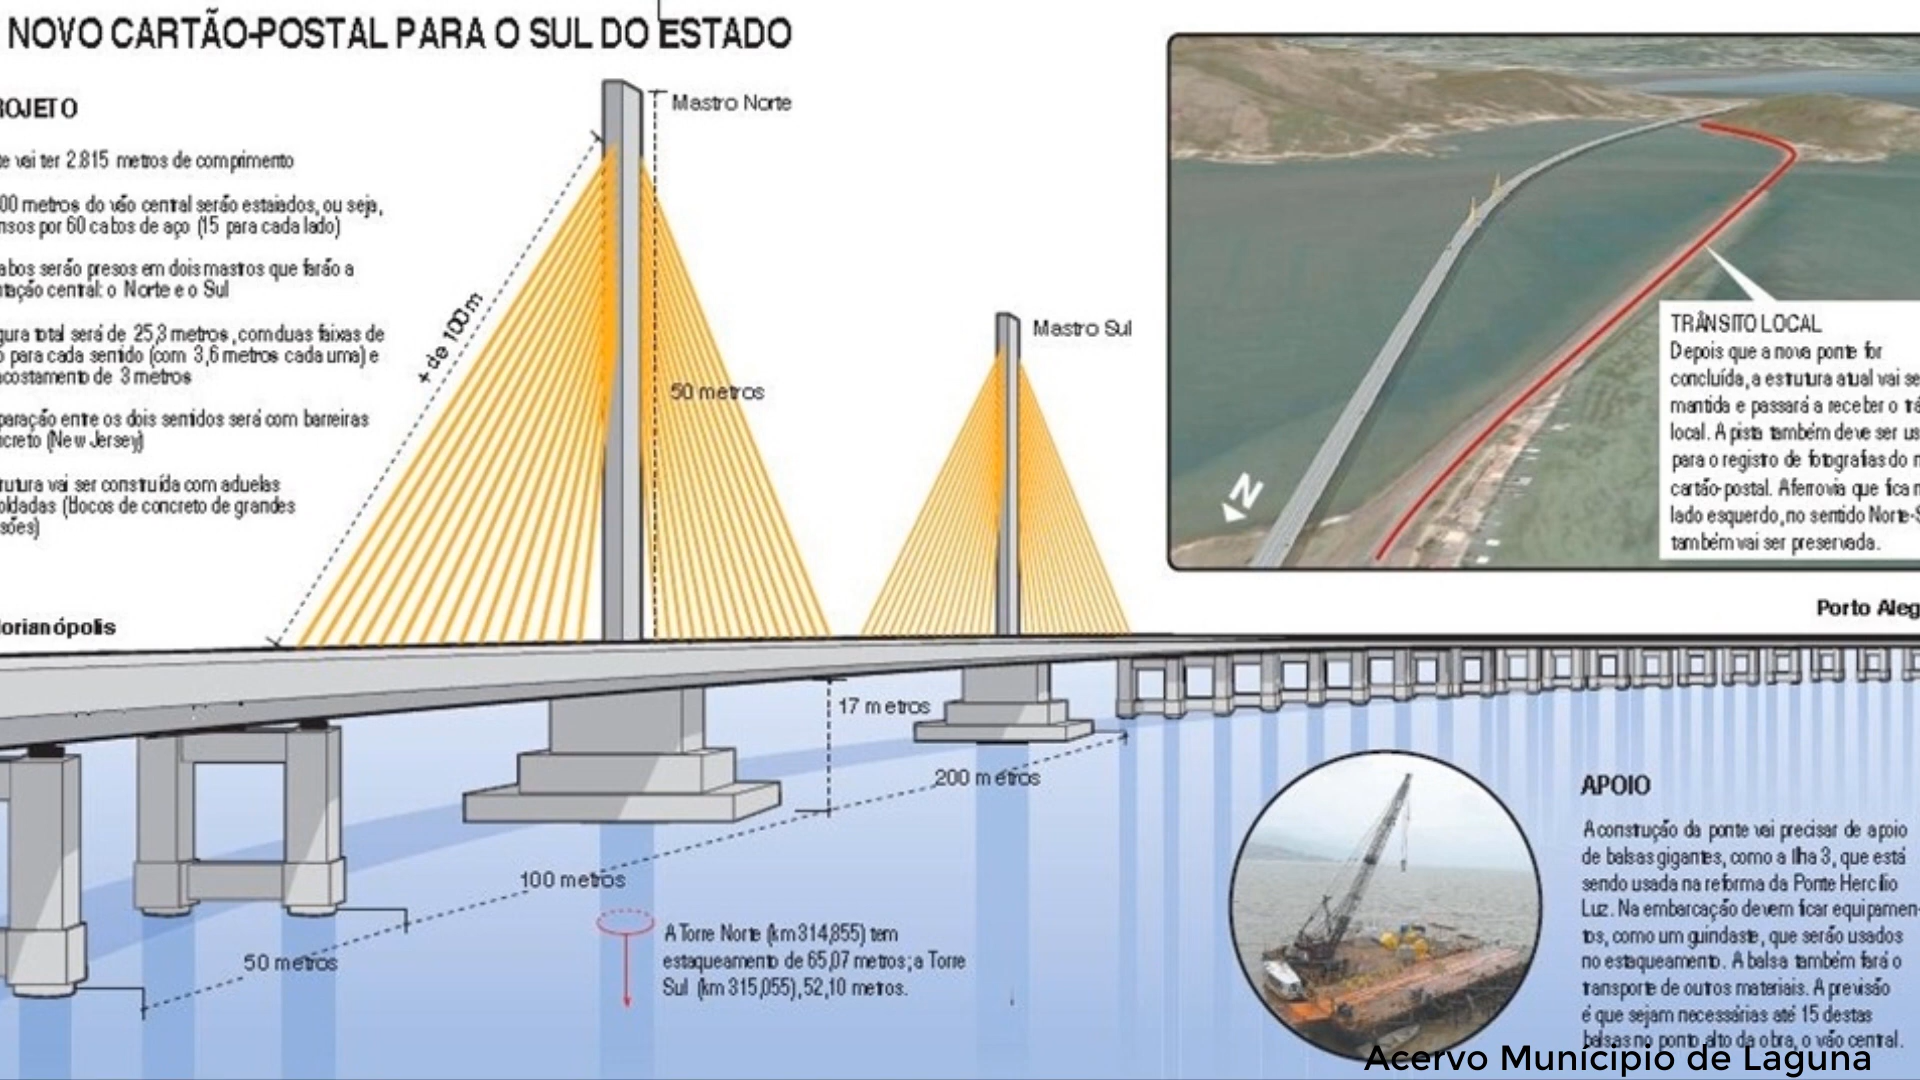 NOVO CARTÃO-POSTAL PARA O SUL DO ESTADO
ROJETO
te vai ter 2.815 metros de comprimento
00 metros do vão central serão estaiados, ou seja,
nsos por 60 cabos de aço (15 para cada lado)
abos serão presos em dois mastros que farão a
ntação central: o Norte e o Sul
gura total será de 25,3 metros, com duas faixas de
o para cada sentido (com 3,6 metros cada uma) e
acostamento de 3 metros
paração entre os dois sentidos será com barreiras
ncreto (New Jersey)
rutura vai ser construída com aduelas
oldadas (blocos de concreto de grandes
sões)
lorianópolis
Mastro Norte
+ de 100 m
50 metros
Mastro Sul
TRÂNSITO LOCAL
Depois que a nova ponte for
concluída, a estrutura atual vai se
mantida e passará a receber o trá
local. A pista também deve ser us
para o registro de fotografias do n
cartão-postal. A ferrovia que fica n
lado esquerdo, no sentido Norte-S
também vai ser preservada.
N
Porto Aleg
17 metros
200 metros
100 metros
50 metros
A Torre Norte (km 314,855) tem
estaqueamento de 65,07 metros; a Torre
Sul (km 315,055), 52,10 metros.
APOIO
A construção da ponte vai precisar de apoio
de balsas gigantes, como a Ilha 3, que está
sendo usada na reforma da Ponte Hercílio
Luz. Na embarcação devem ficar equipamen-
tos, como um guindaste, que serão usados
no estaqueamento. A balsa também fará o
transporte de outros materiais. A previsão
é que sejam necessárias até 15 destas
balsas no ponto alto da obra, o vão central.
Acervo Munícipio de Laguna